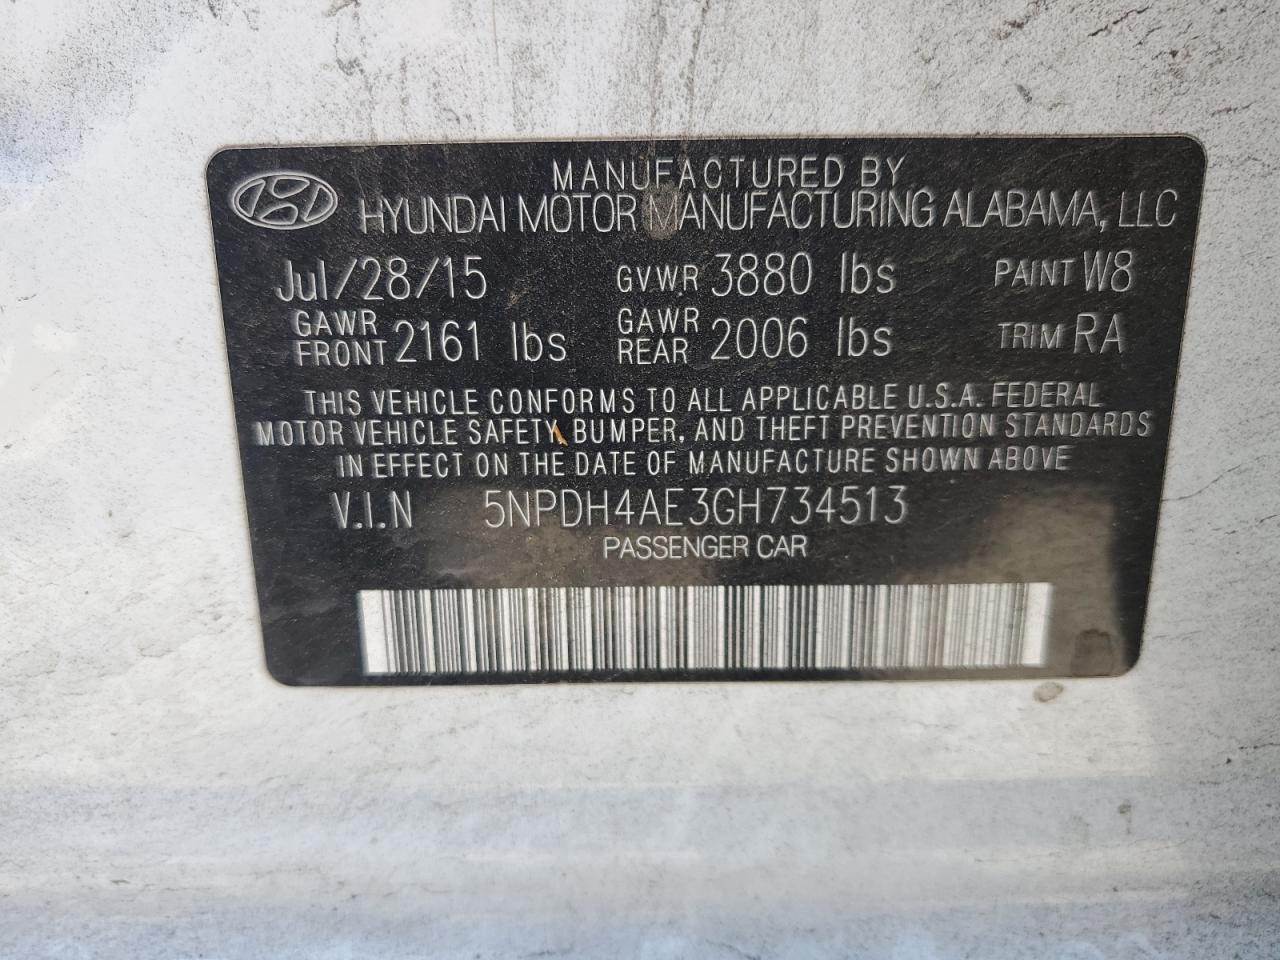 MANUFACTURED BY
HYUNDAI MOTOR MANUFACTURING ALABAMA, LLC
Jul/28/15 GVWR 3880 lbs PAINT W8
GAWR FRONT 2161 lbs GAWR REAR 2006 lbs TRIM RA
THIS VEHICLE CONFORMS TO ALL APPLICABLE U.S.A. FEDERAL
MOTOR VEHICLE SAFETY, BUMPER, AND THEFT PREVENTION STANDARDS
IN EFFECT ON THE DATE OF MANUFACTURE SHOWN ABOVE
V.I.N 5NPDH4AE3GH734513
PASSENGER CAR